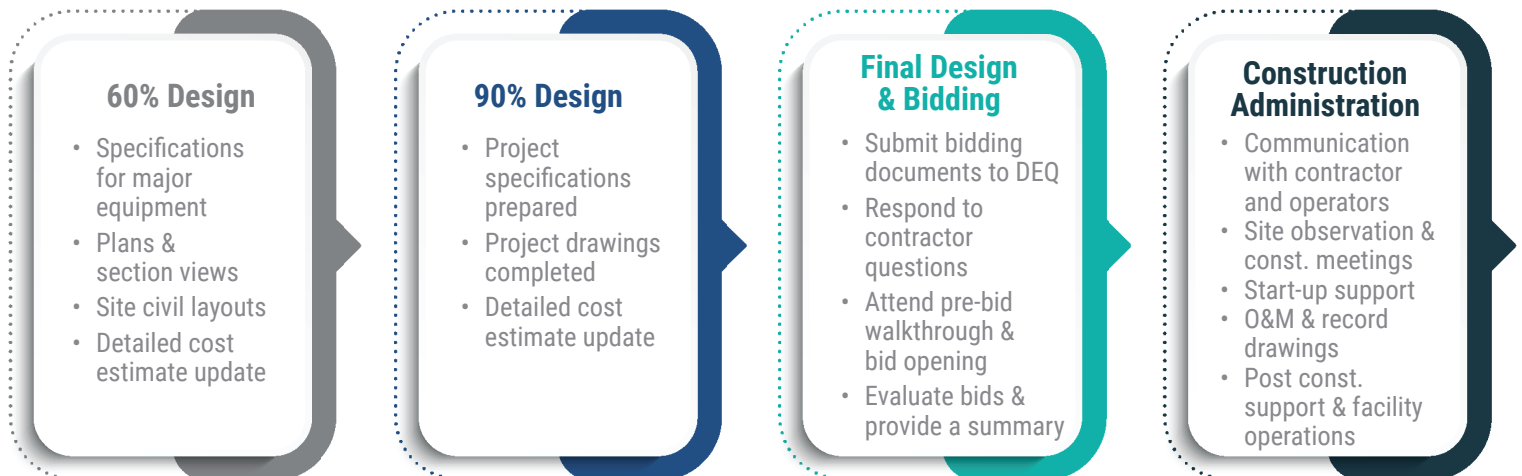 60% Design
• Specifications
for major
equipment
• Plans &
section views
• Site civil layouts
• Detailed cost
estimate update
90% Design
• Project
specifications
prepared
• Project drawings
completed
• Detailed cost
estimate update
Final Design
& Bidding
• Submit bidding
documents to DEQ
• Respond to
contractor
questions
• Attend pre-bid
walkthrough &
bid opening
• Evaluate bids &
provide a summary
Construction
Administration
• Communication
with contractor
and operators
• Site observation &
const. meetings
• Start-up support
• O&M & record
drawings
• Post const.
support & facility
operations